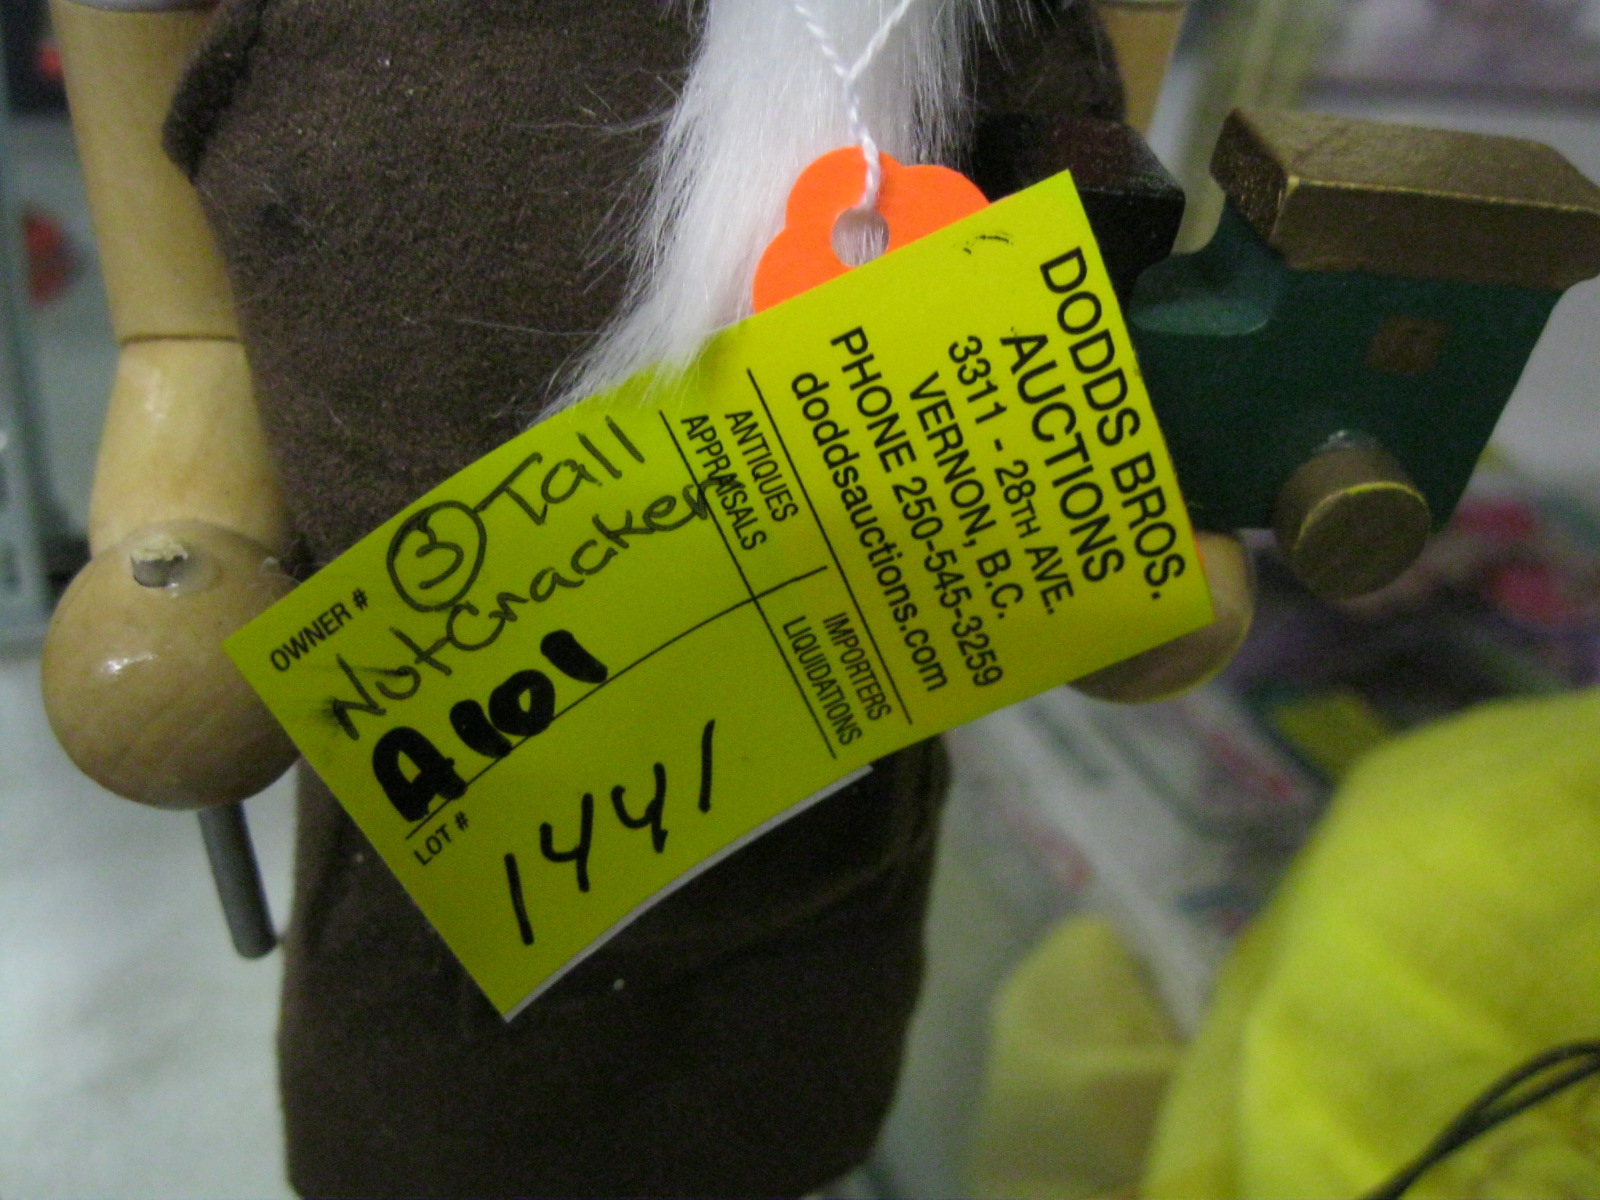 DODDS BROS.
AUCTIONS
3311 - 28TH AVE.
VERNON, B.C.
PHONE 250-545-3259
doddsauctions.com
ANTIQUES
APPRAISALS
IMPORTERS
LIQUIDATIONS
OWNER #
3 Tall
Notcracker
A101
LOT #
1441